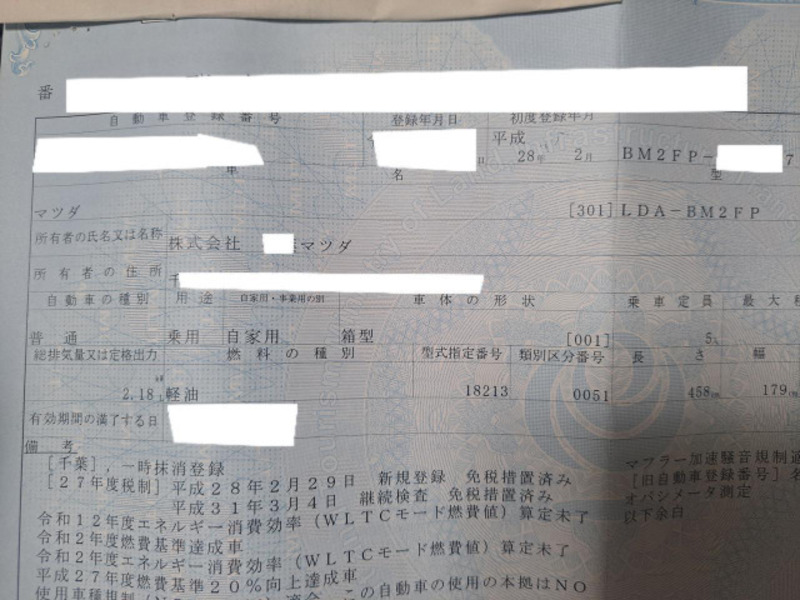 番
自動車登録番号 登録年月日 初度登録年月
平成
28年 2月 BM2FP- 7
車 名 型
マツダ [301] LDA-BM2FP
所有者の氏名又は名称 株式会社 マツダ
所有者の住所 千
自動車の種別 用途 自家用・事業用の別 車体の形状 乗車定員 最大
普通 乗用 自家用 箱型 [001] 5人
総排気量又は定格出力 燃料の種別 型式指定番号 類別区分番号 長さ 幅
2.18 軽油 18213 0051 458cm 179
有効期間の満了する日
備考
[千葉],一時抹消登録
[27年度税制] 平成28年2月29日 新規登録 免税措置済み
平成31年3月4日 継続検査 免税措置済み
令和12年度エネルギー消費効率(WLTCモード燃費値)算定未了
令和2年度燃費基準達成車
令和2年度エネルギー消費効率(WLTCモード燃費値)算定未了
平成27年度燃費基準20%向上達成車
この自動車の使用の本拠はNO
マフラー加速騒音規制適
[旧自動車登録番号]
オパシメータ測定
以下余白